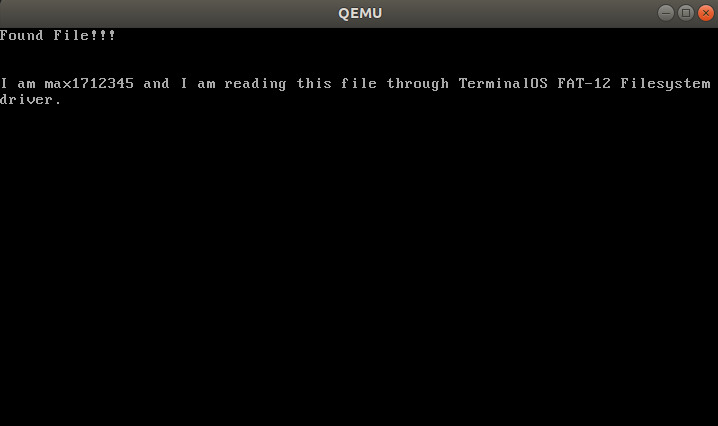 QEMU
Found File!!!
I am max1712345 and I am reading this file through TerminalOS FAT-12 Filesystem
driver.